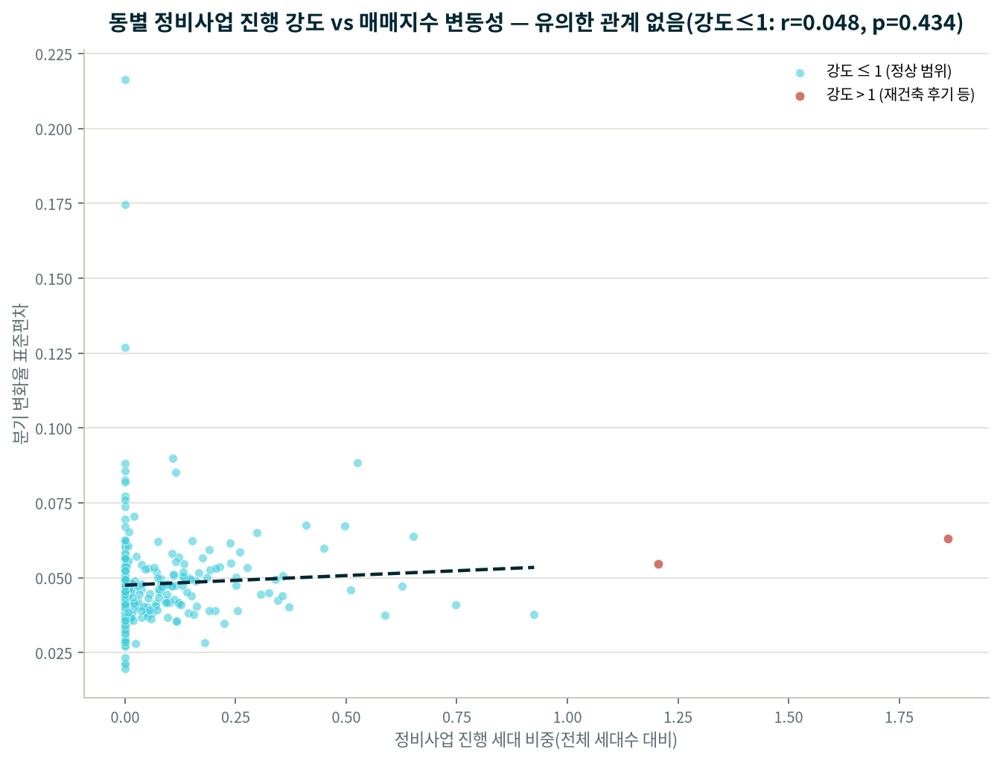 동별 정비사업 진행 강도 vs 매매지수 변동성 — 유의한 관계 없음(강도≤1: r=0.048, p=0.434)
강도 ≤ 1 (정상 범위)
강도 > 1 (재건축 후기 등)
분기 변화율 표준편차
0.225
0.200
0.175
0.150
0.125
0.100
0.075
0.050
0.025
0.00 0.25 0.50 0.75 1.00 1.25 1.50 1.75
정비사업 진행 세대 비중(전체 세대수 대비)